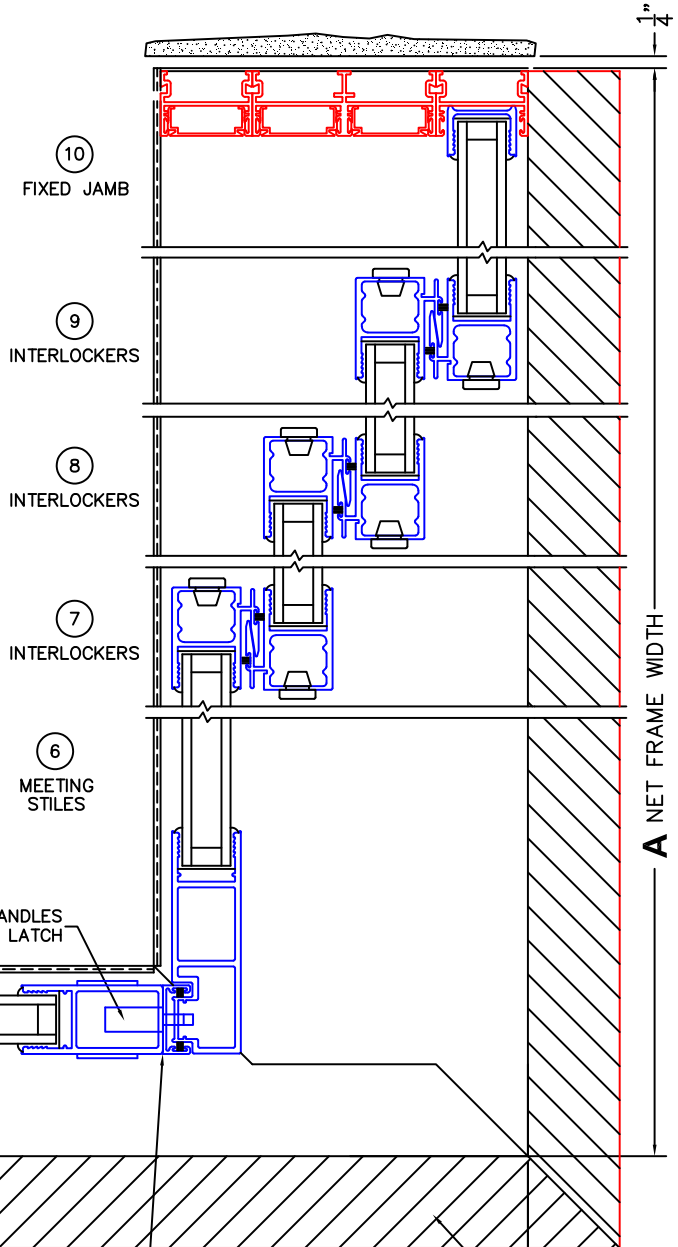 1"
4
10
FIXED JAMB
9
INTERLOCKERS
8
INTERLOCKERS
7
INTERLOCKERS
6
MEETING
STILES
ANDLES
LATCH
A NET FRAME WIDTH